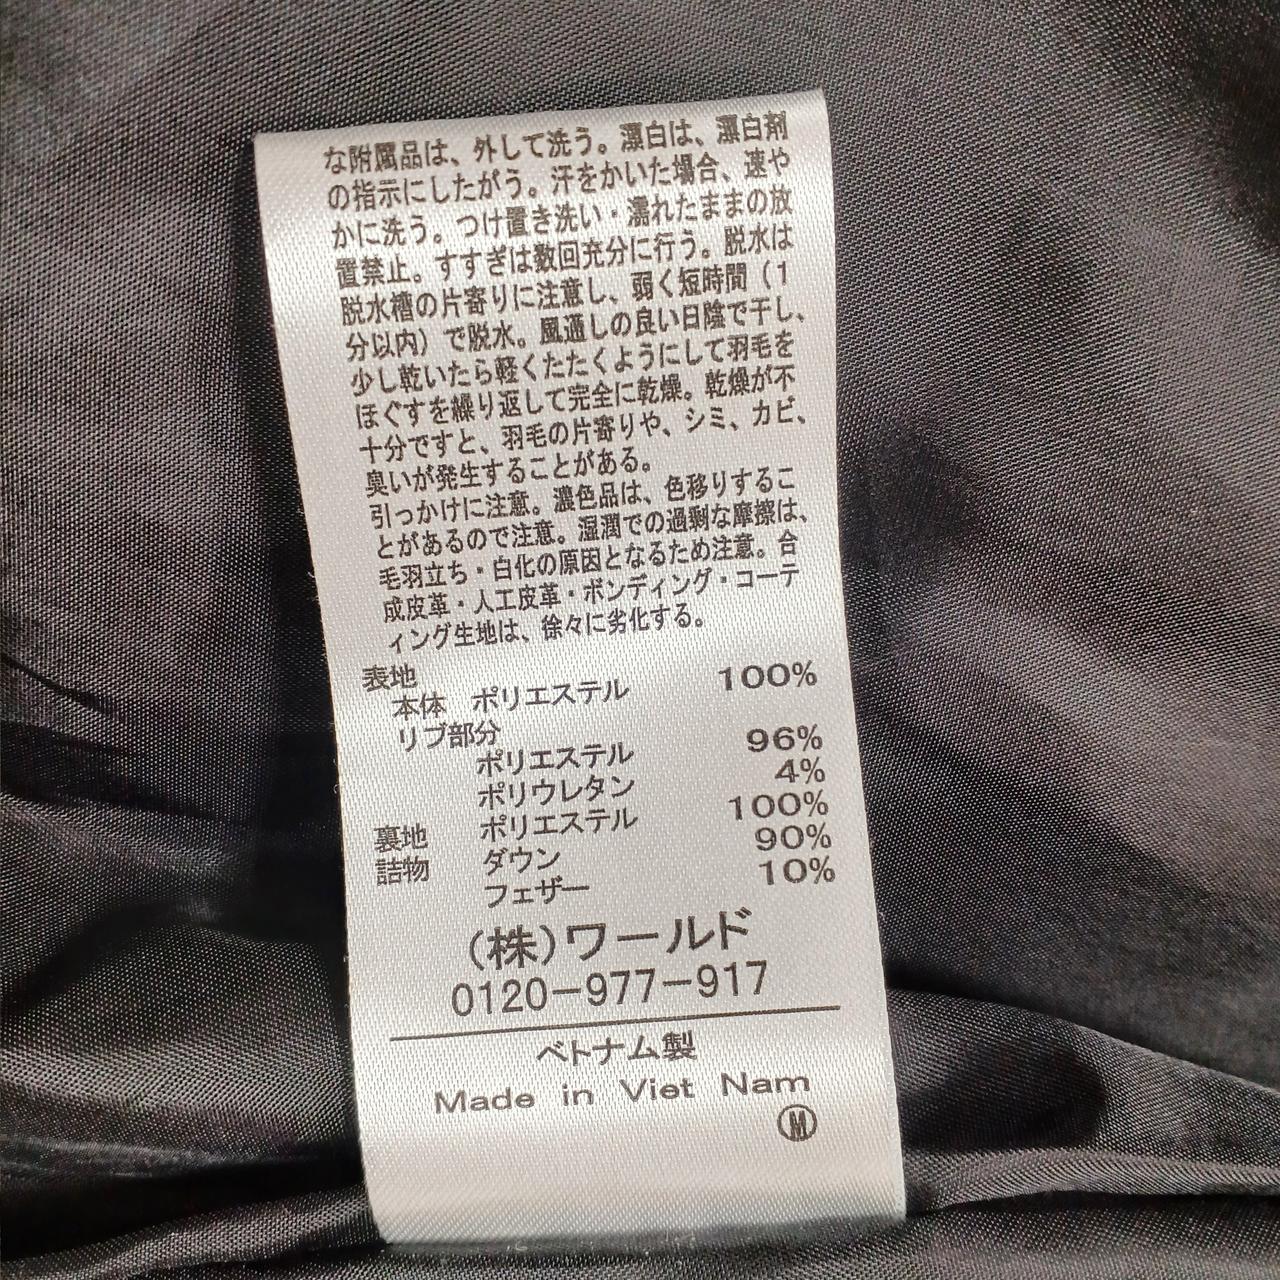 な附属品は、外して洗う。漂白は、漂白剤
の指示にしたがう。汗をかいた場合、速や
かに洗う。つけ置き洗い・濡れたままの放
置禁止。すすぎは数回充分に行う。脱水は
脱水槽の片寄りに注意し、弱く短時間（1
分以内）で脱水。風通しの良い日陰で干し、
少し乾いたら軽くたたくようにして羽毛を
ほぐすを繰り返して完全に乾燥。乾燥が不
十分ですと、羽毛の片寄りや、シミ、カビ、
臭いが発生することがある。
引っかけに注意。濃色品は、色移りするこ
とがあるので注意。湿潤での過剰な摩擦は、
毛羽立ち・白化の原因となるため注意。合
成皮革・人工皮革・ボンディング・コーテ
ィング生地は、徐々に劣化する。
表地
本体 ポリエステル 100%
リブ部分
ポリエステル 96%
ポリウレタン 4%
裏地 ポリエステル 100%
詰物 ダウン 90%
フェザー 10%
(株)ワールド
0120-977-917
ベトナム製
Made in Viet Nam
Ⓜ